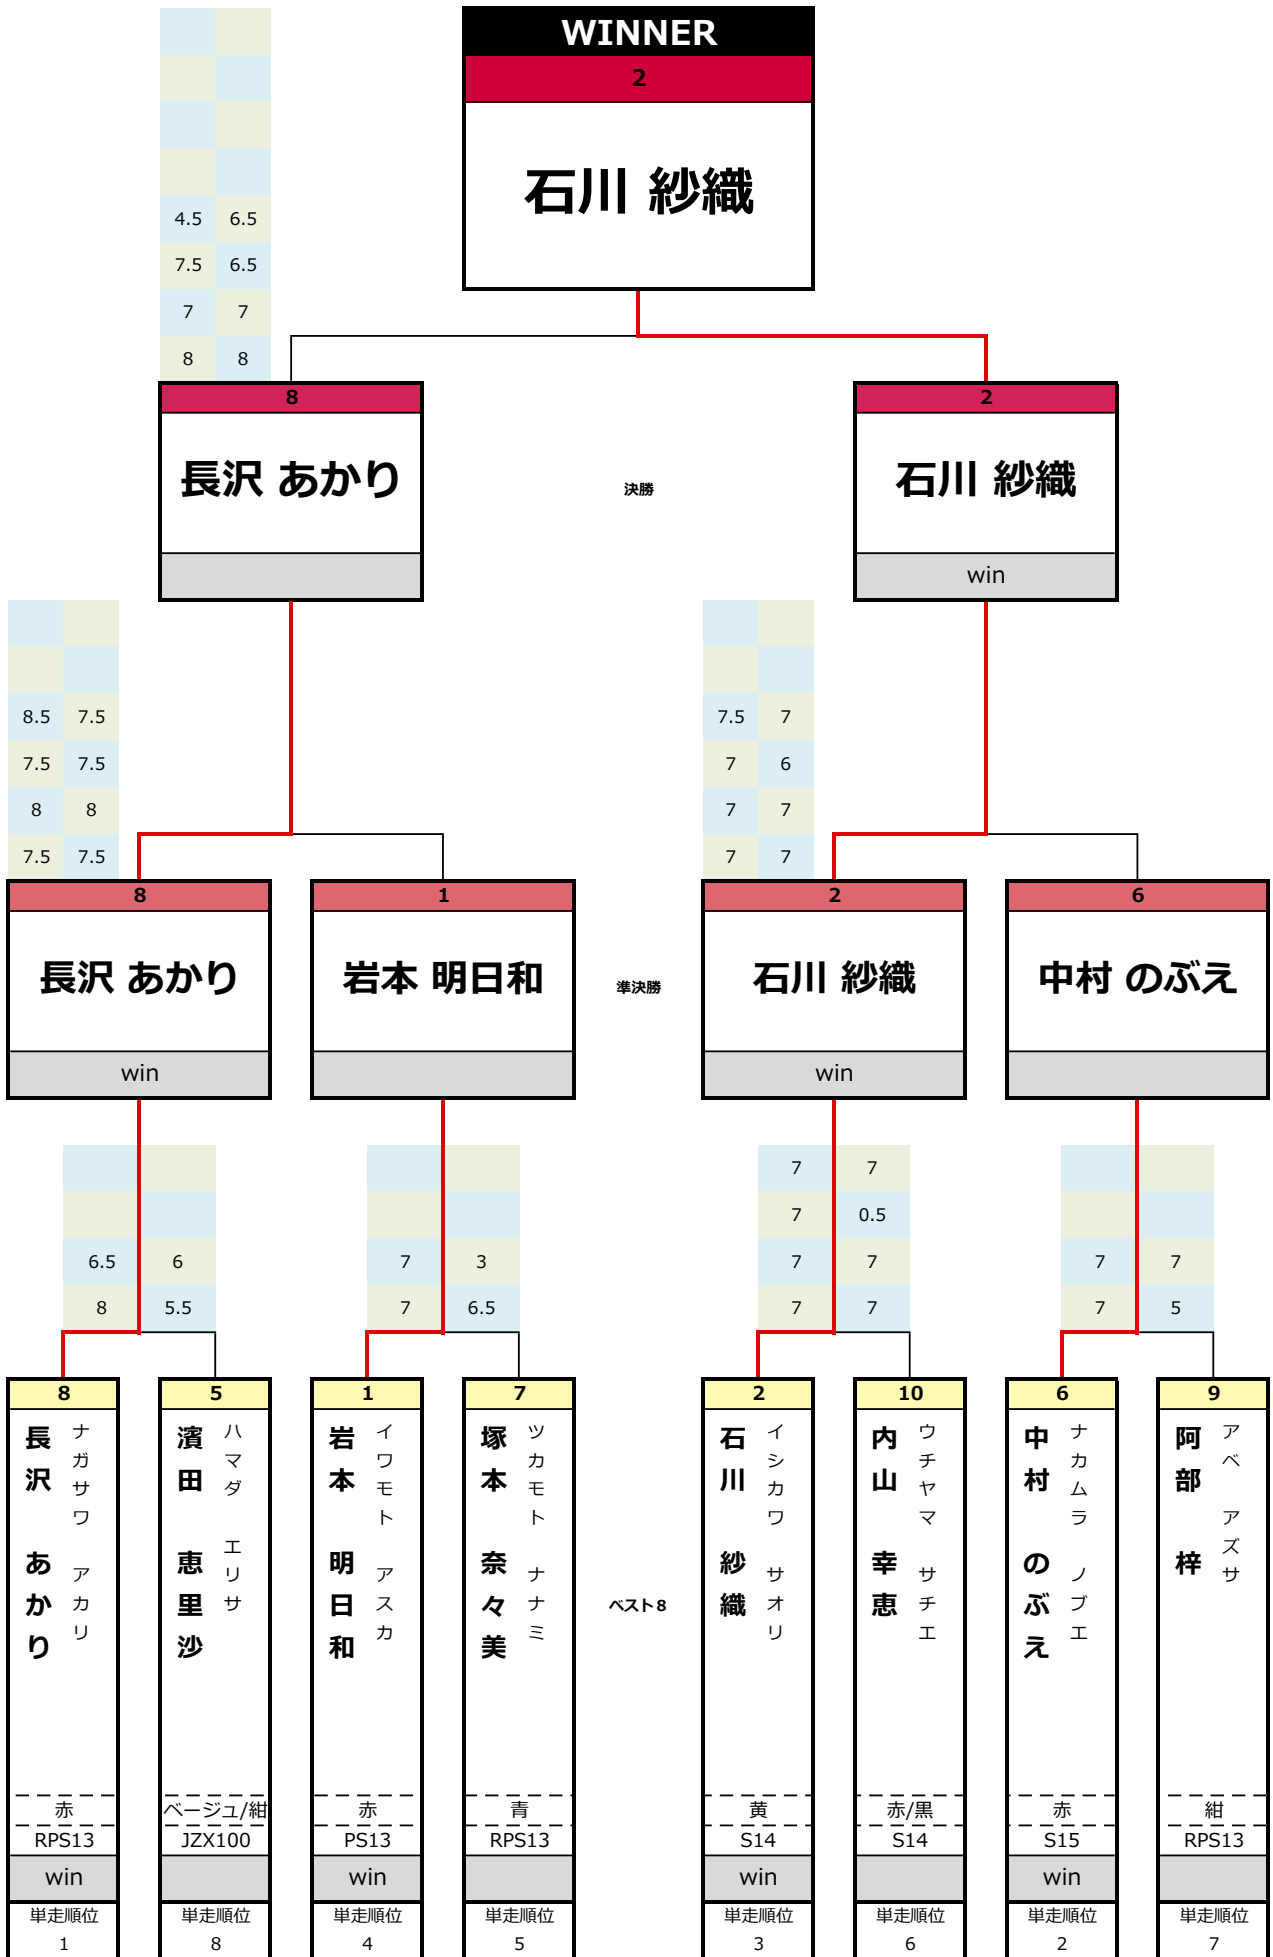 WINNER
2
石川 紗織
4.5 6.5
7.5 6.5
7 7
8 8
8
長沢 あかり
決勝
2
石川 紗織
win
8.5 7.5
7.5 7.5
8 8
7.5 7.5
7.5 7
7 6
7 7
7 7
8
長沢 あかり
win
1
岩本 明日和
準決勝
2
石川 紗織
win
6
中村 のぶえ
6.5 6
8 5.5
7 3
7 6.5
7 7
7 0.5
7 7
7 7
7 7
7 5
8
長沢 あかり
ナガサワ アカリ
赤
RPS13
win
単走順位
1
5
濱田 恵里沙
ハマダ エリサ
ベージュ/紺
JZX100
単走順位
8
1
岩本 明日和
イワモト アスカ
赤
PS13
win
単走順位
4
7
塚本 奈々美
ツカモト ナナミ
青
RPS13
単走順位
5
ベスト8
2
石川 紗織
イシカワ サオリ
黄
S14
win
単走順位
3
10
内山 幸恵
ウチヤマ サチエ
赤/黒
S14
単走順位
6
6
中村 のぶえ
ナカムラ ノブエ
赤
S15
win
単走順位
2
9
阿部 梓
アベ アズサ
紺
RPS13
単走順位
7